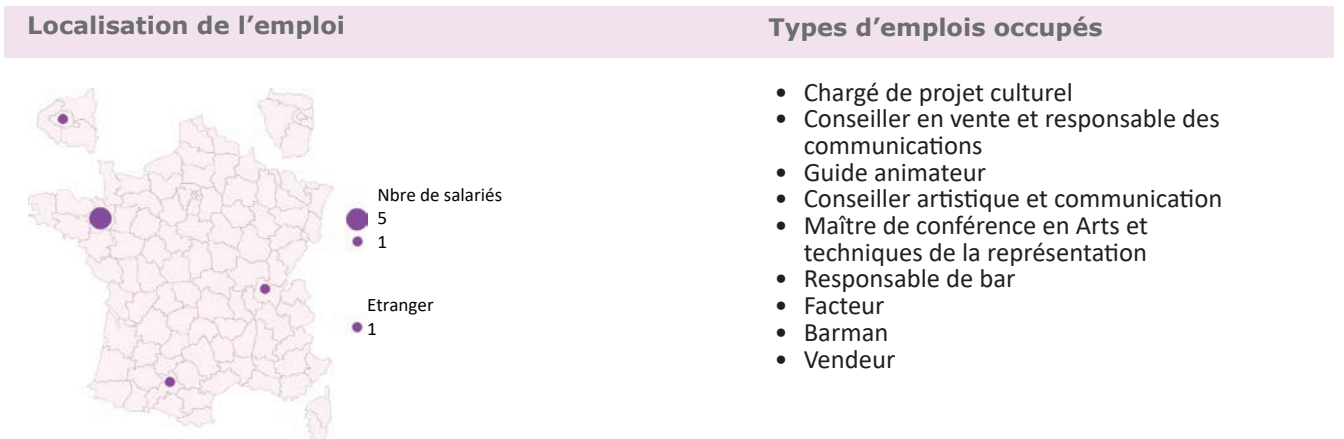 Localisation de l’emploi
Nbre de salariés
5
1
Etranger
1
Types d’emplois occupés
• Chargé de projet culturel
• Conseiller en vente et responsable des
communications
• Guide animateur
• Conseiller artistique et communication
• Maître de conférence en Arts et
techniques de la représentation
• Responsable de bar
• Facteur
• Barman
• Vendeur